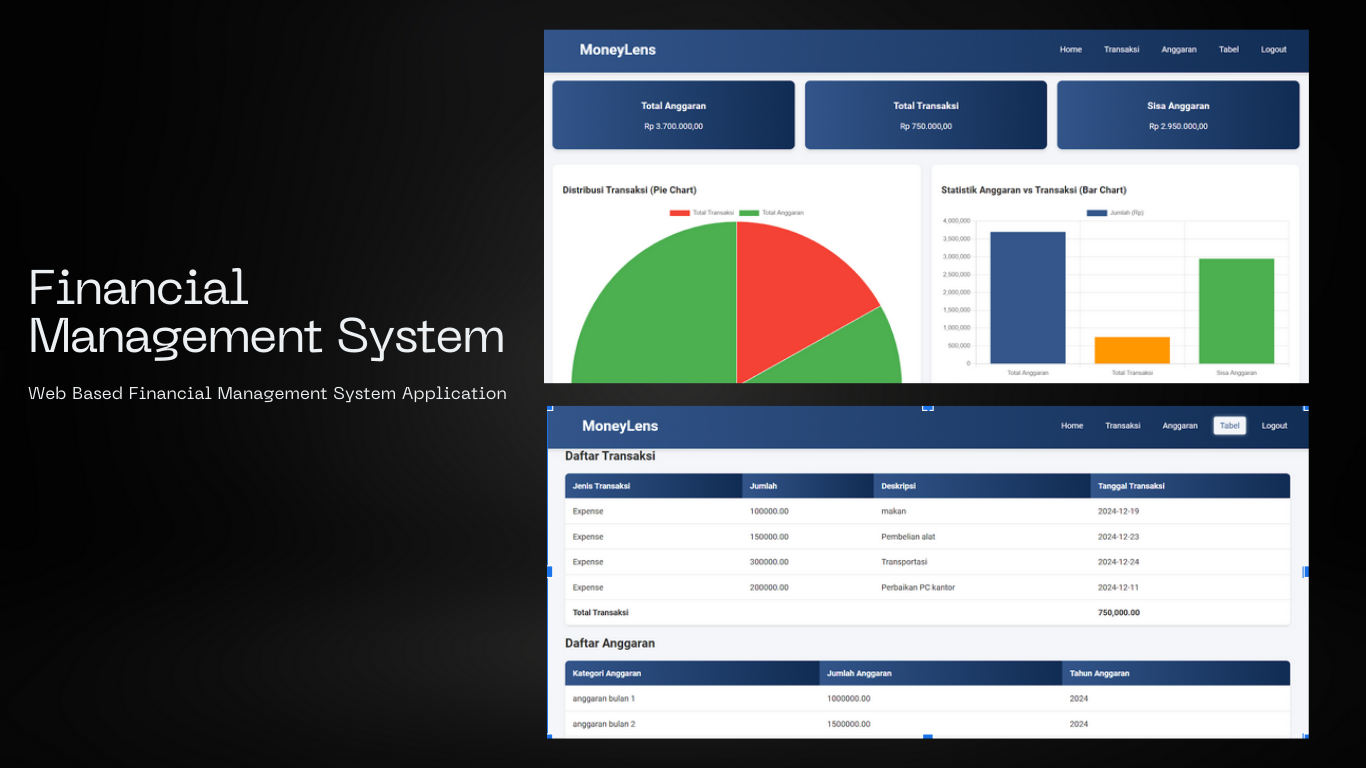 Financial
Management System
Web Based Financial Management System Application
MoneyLens
Home Transaksi Anggaran Tabel Logout
Total Anggaran
Rp 3.700.000,00
Total Transaksi
Rp 750.000,00
Sisa Anggaran
Rp 2.950.000,00
Distribusi Transaksi (Pie Chart)
Total Transaksi Total Anggaran
Statistik Anggaran vs Transaksi (Bar Chart)
Jumlah (Rp)
4,000,000
3,500,000
3,000,000
2,500,000
2,000,000
1,500,000
1,000,000
500,000
0
Total Anggaran Total Transaksi Sisa Anggaran
MoneyLens
Home Transaksi Anggaran Tabel Logout
Daftar Transaksi
Jenis Transaksi Jumlah Deskripsi Tanggal Transaksi
Expense 100000.00 makan 2024-12-19
Expense 150000.00 Pembelian alat 2024-12-23
Expense 300000.00 Transportasi 2024-12-24
Expense 200000.00 Perbaikan PC kantor 2024-12-11
Total Transaksi 750,000.00
Daftar Anggaran
Kategori Anggaran Jumlah Anggaran Tahun Anggaran
anggaran bulan 1 1000000.00 2024
anggaran bulan 2 1500000.00 2024